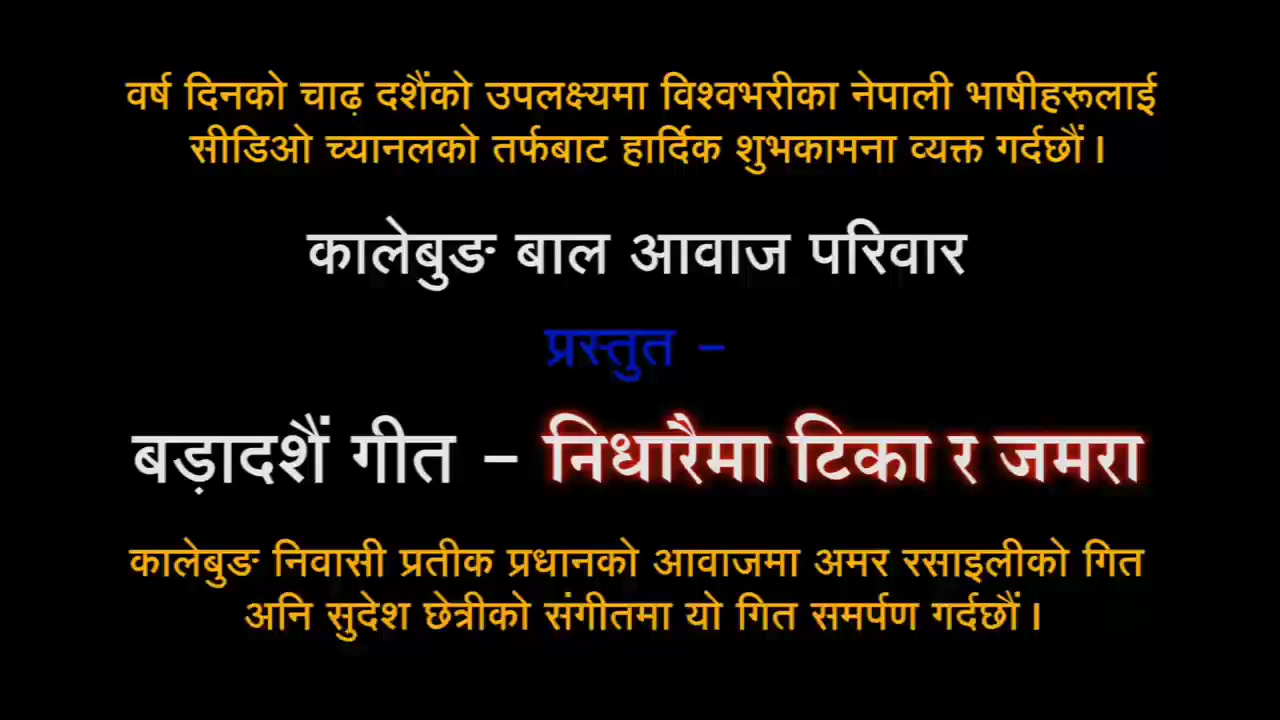 वर्ष दिनको चाढ़ दशैंको उपलक्ष्यमा विश्वभरीका नेपाली भाषीहरूलाई
सीडिओ च्यानलको तर्फबाट हार्दिक शुभकामना व्यक्त गर्दछौं।
कालेबुङ बाल आवाज परिवार
प्रस्तुत –
बड़ादशैं गीत – निधारैमा टिका र जमरा
कालेबुङ निवासी प्रतीक प्रधानको आवाजमा अमर रसाइलीको गित
अनि सुदेश छेत्रीको संगीतमा यो गित समर्पण गर्दछौं।